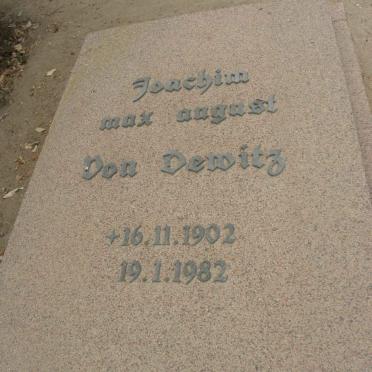 Joachim
max august
Von Dewitz
+16.11.1902
19.1.1982